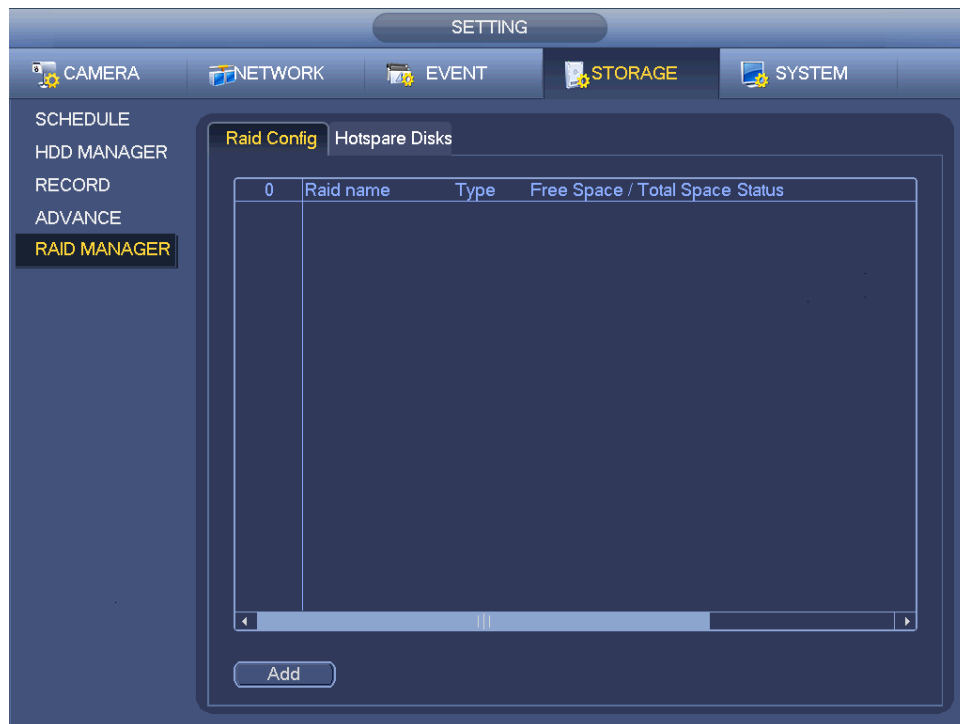 SETTING
CAMERA NETWORK EVENT STORAGE SYSTEM
SCHEDULE
HDD MANAGER
RECORD
ADVANCE
RAID MANAGER
Raid Config Hotspare Disks
0 Raid name Type Free Space / Total Space Status
Add